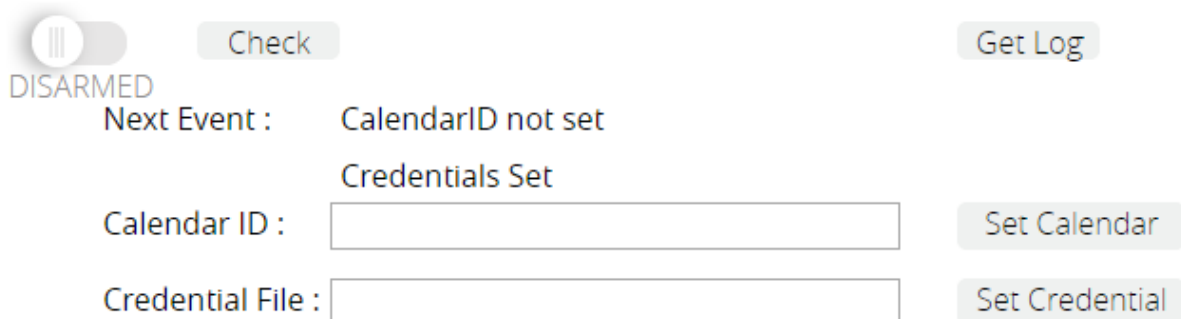 Check Get Log
DISARMED
Next Event : CalendarID not set
Credentials Set
Calendar ID : Set Calendar
Credential File : Set Credential